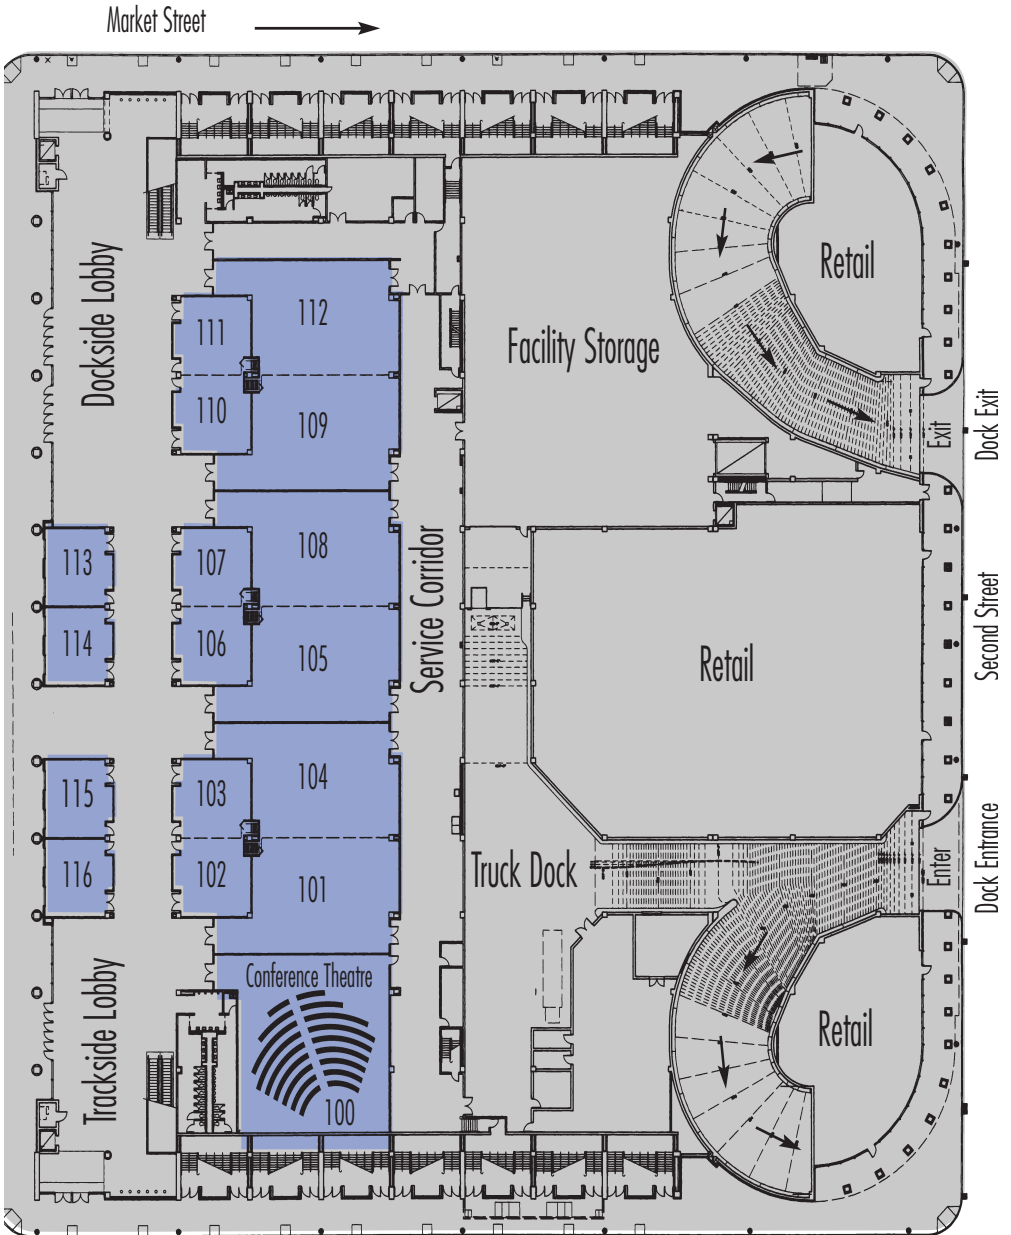 Market Street
Dockside Lobby
Retail
112
111
Facility Storage
110
109
Exit
Dock Exit
108
113
107
Service Corridor
114
106
105
Retail
Second Street
104
115
103
116
102
101
Truck Dock
Enter
Dock Entrance
Conference Theatre
Trackside Lobby
Retail
100